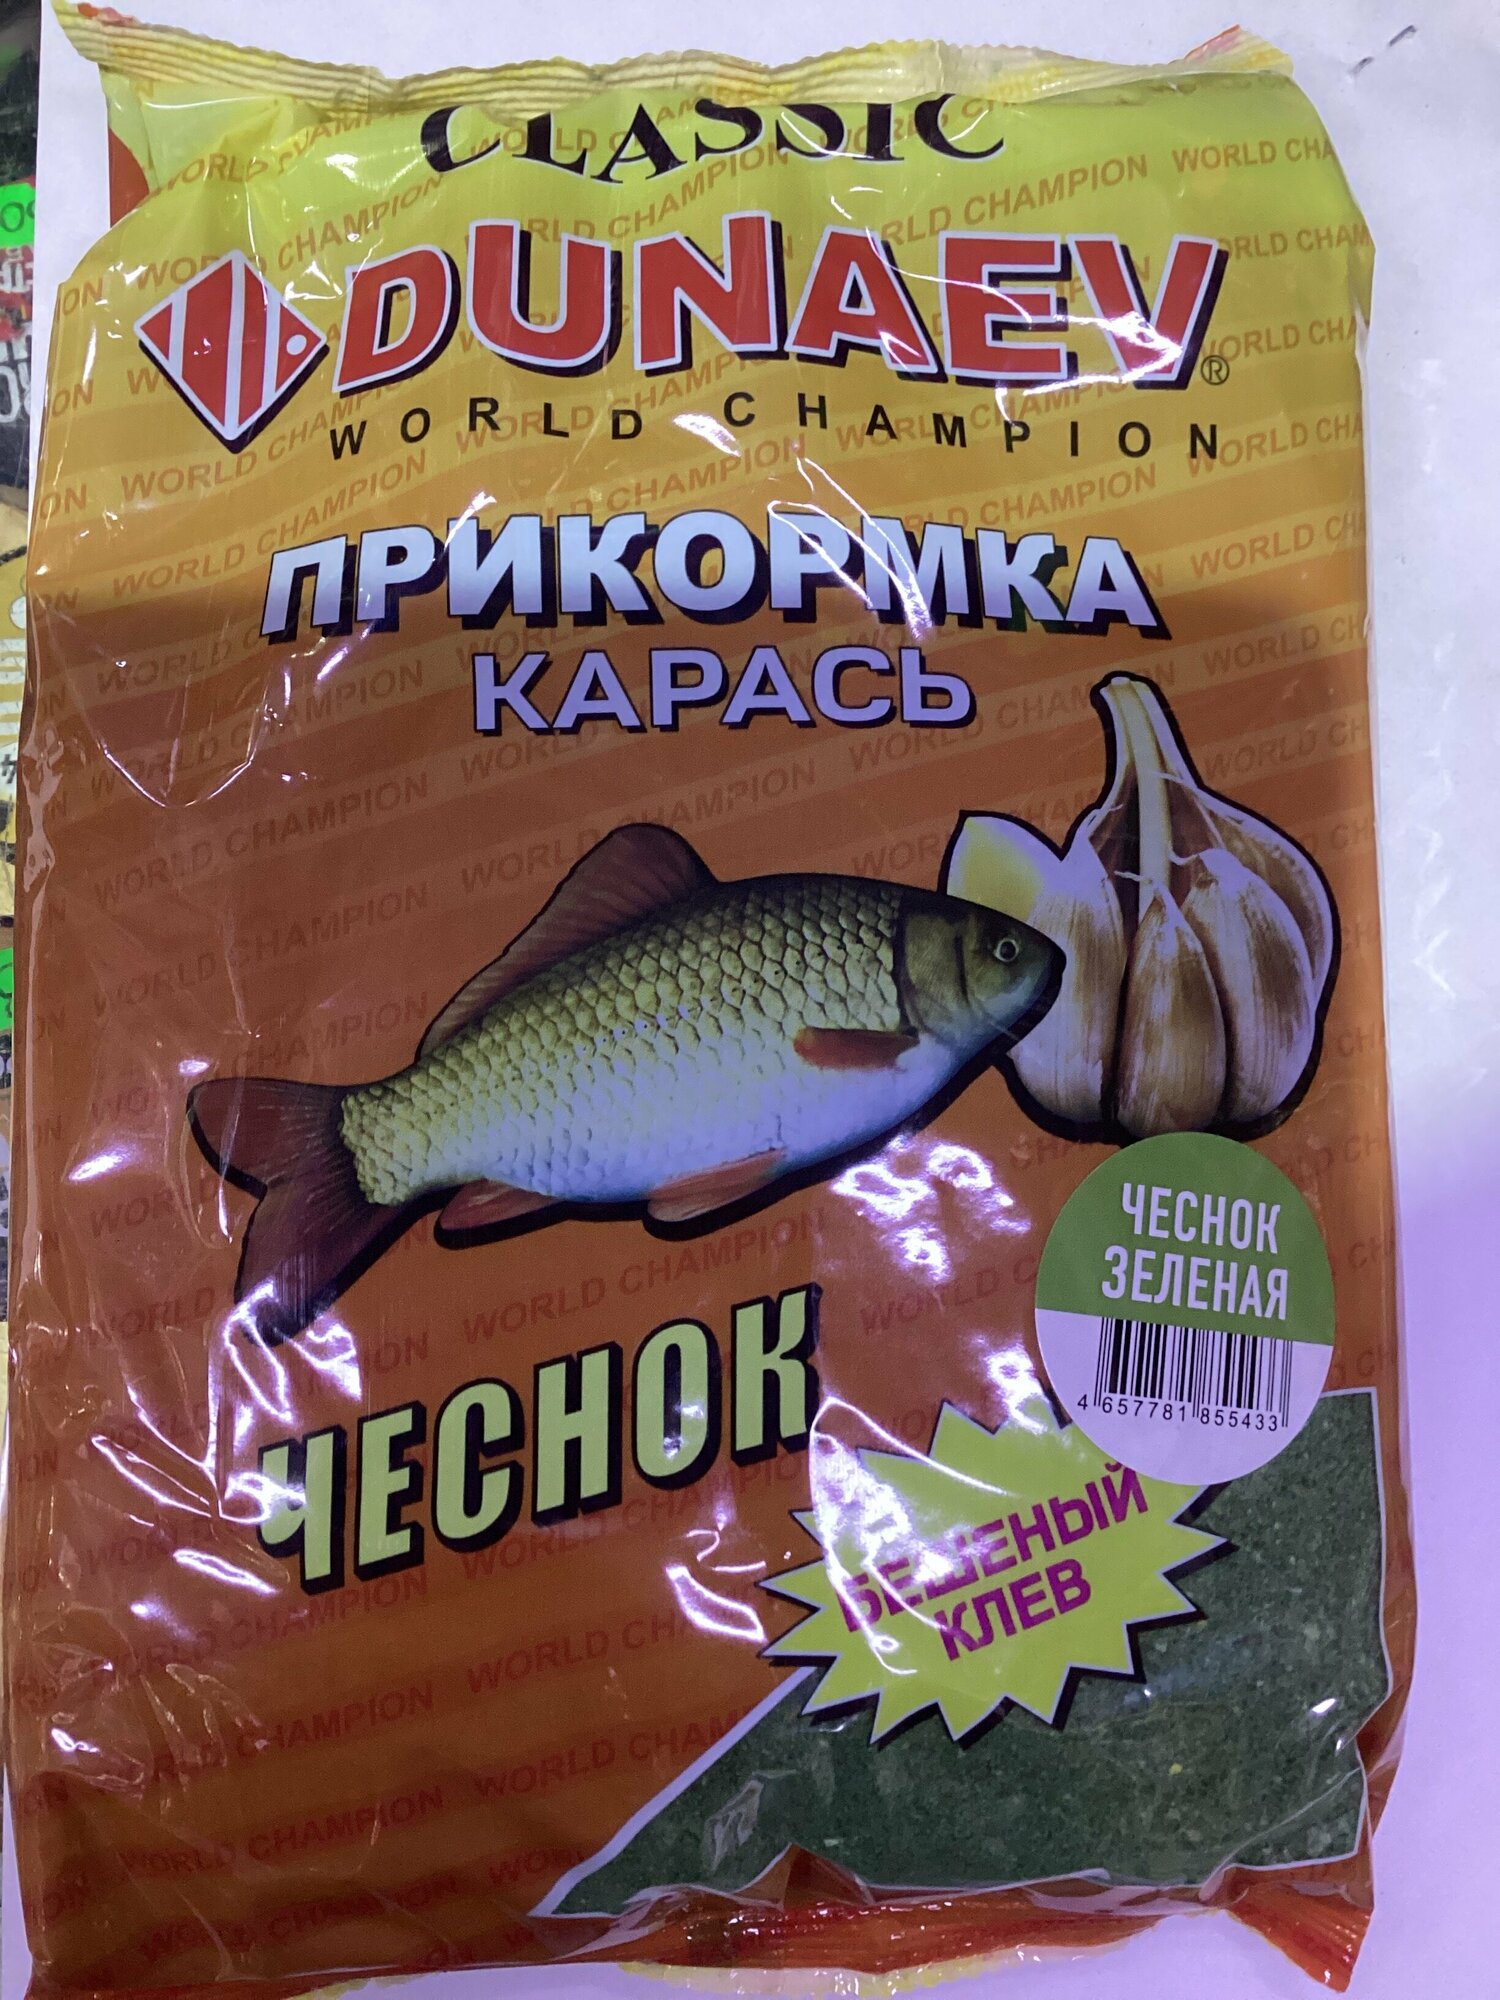 CLASSIC
DUNAEV®
WORLD CHAMPION
ПРИКОРМКА
КАРАСЬ
ЧЕСНОК
ЗЕЛЕНАЯ
4 657781 855433
ЧЕСНОК
БЕШЕНЫЙ
КЛЕВ